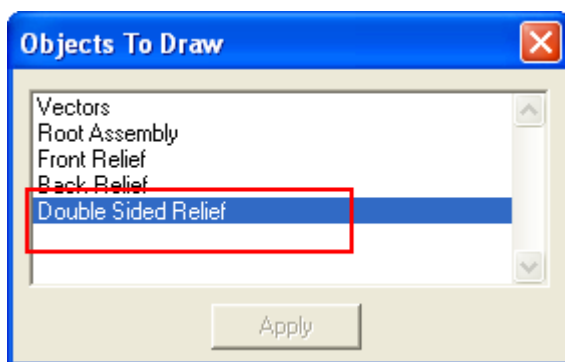 Objects To Draw
Vectors
Root Assembly
Front Relief
Back Relief
Double Sided Relief
Apply